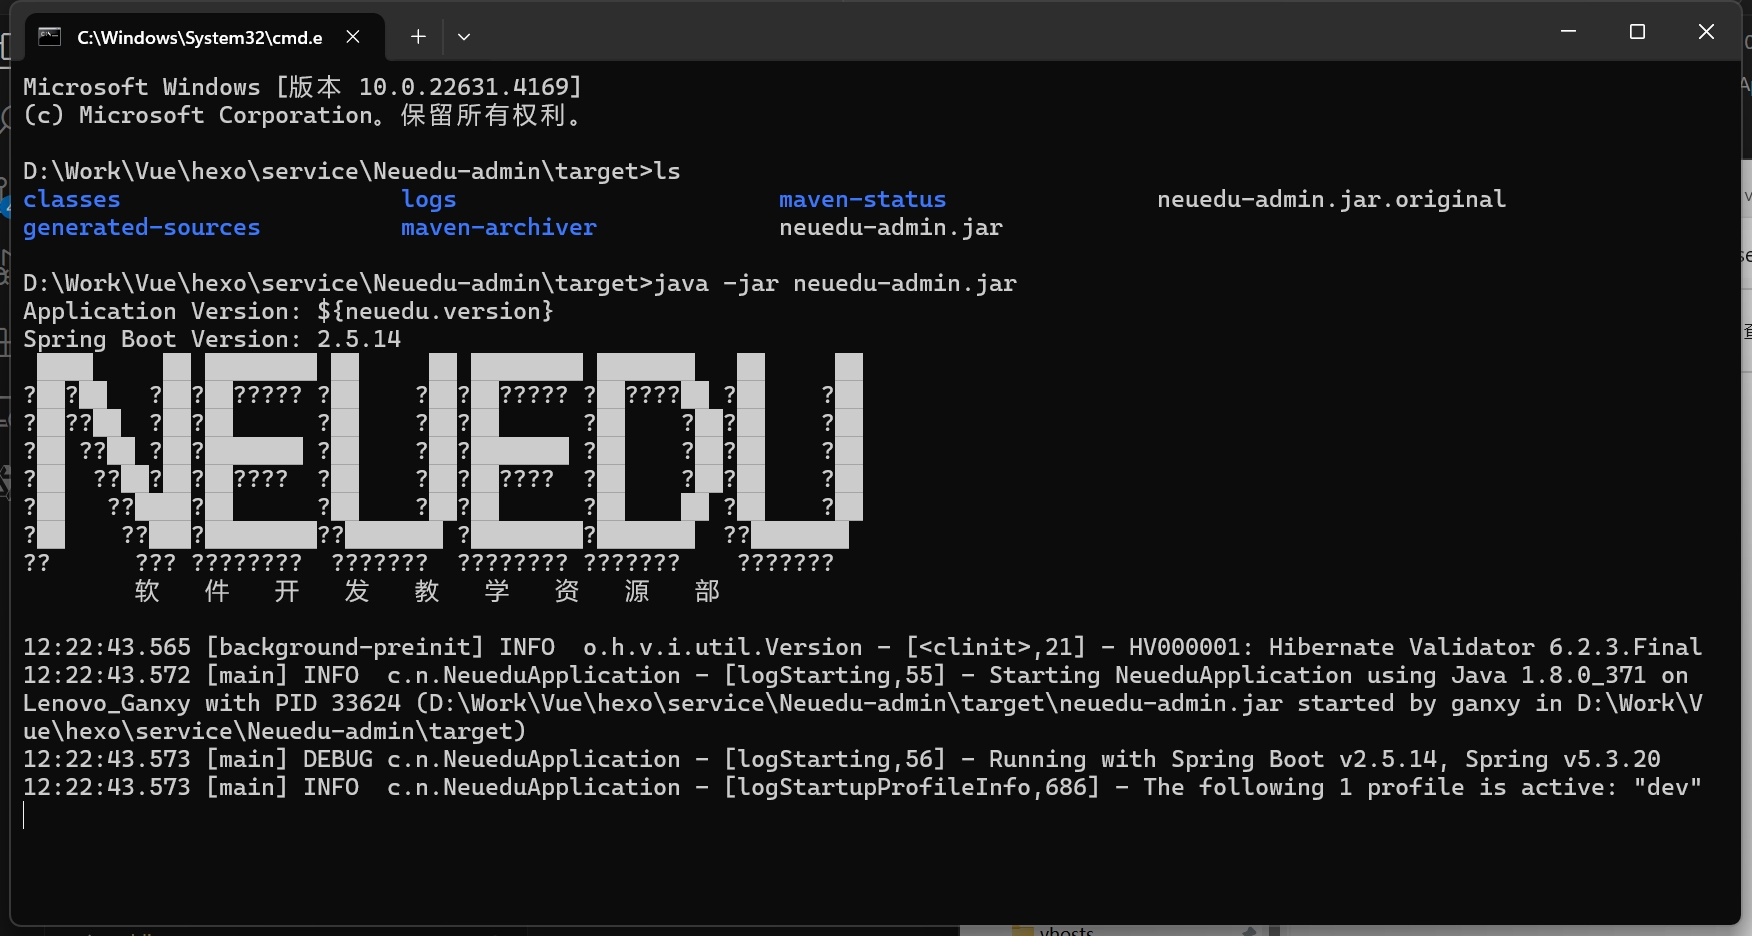 C:\Windows\System32\cmd.e
Microsoft Windows [版本 10.0.22631.4169]
(c) Microsoft Corporation。保留所有权利。
D:\Work\Vue\hexo\service\Neuedu-admin\target>ls
classes logs maven-status neuedu-admin.jar.original
generated-sources maven-archiver neuedu-admin.jar
D:\Work\Vue\hexo\service\Neuedu-admin\target>java -jar neuedu-admin.jar
Application Version: ${neuedu.version}
Spring Boot Version: 2.5.14
NEUEDU
软 件 开 发 教 学 资 源 部
12:22:43.565 [background-preinit] INFO  o.h.v.i.util.Version - [<clinit>,21] - HV000001: Hibernate Validator 6.2.3.Final
12:22:43.572 [main] INFO  c.n.NeueduApplication - [logStarting,55] - Starting NeueduApplication using Java 1.8.0_371 on
Lenovo_Ganxy with PID 33624 (D:\Work\Vue\hexo\service\Neuedu-admin\target\neuedu-admin.jar started by ganxy in D:\Work\V
ue\hexo\service\Neuedu-admin\target)
12:22:43.573 [main] DEBUG c.n.NeueduApplication - [logStarting,56] - Running with Spring Boot v2.5.14, Spring v5.3.20
12:22:43.573 [main] INFO  c.n.NeueduApplication - [logStartupProfileInfo,686] - The following 1 profile is active: "dev"
vhosts